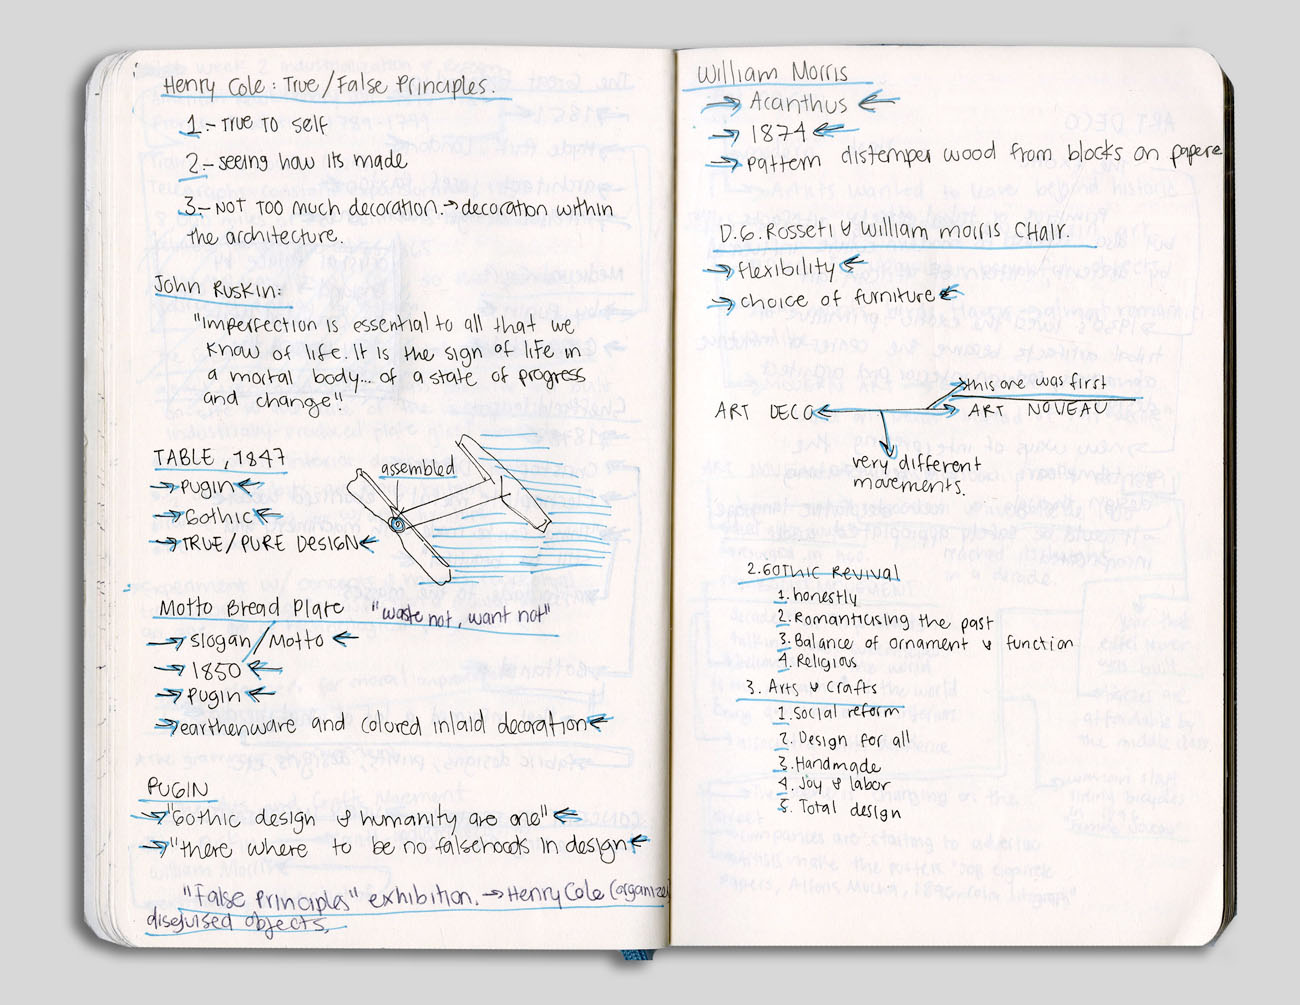 Henry Cole: True/False Principles.
1.- TRUE TO self
2.- seeing how its made
3.- NOT TOO much decoration.→decoration within
the architecture.
John Ruskin:
"Imperfection is essential to all that we
know of life. It is the sign of life in
a mortal body... of a state of progress
and change".
TABLE, 1847
→Pugin←
→Gothic←
→TRUE/PURE DESIGN←
assembled
Motto Bread Plate "waste not, want not"
→slogan/Motto←
→1850←
→Pugin←
→earthenware and colored inlaid decoration←
PUGIN
→"Gothic design & humanity are one"←
→"there where to be no falsehoods in design←
"False Principles" exhibition.→Henry Cole (organizer
disguised objects.
William Morris
→Acanthus←
→1874←
→pattern distemper wood from blocks on papere
D.G. Rosseti & William Morris CHair.
→flexibility←
→choice of furniture←
→this one was first
ART DECO←→ART NOVEAU
very different
movements.
2.GOTHIC REVIVAL
1.honestly
2.Romanticising the past
3.Balance of ornament & function
4.Religious
3. Arts & Crafts
1.Social reform
2.Design for all
3.Handmade
4.Joy & labor
5.Total design